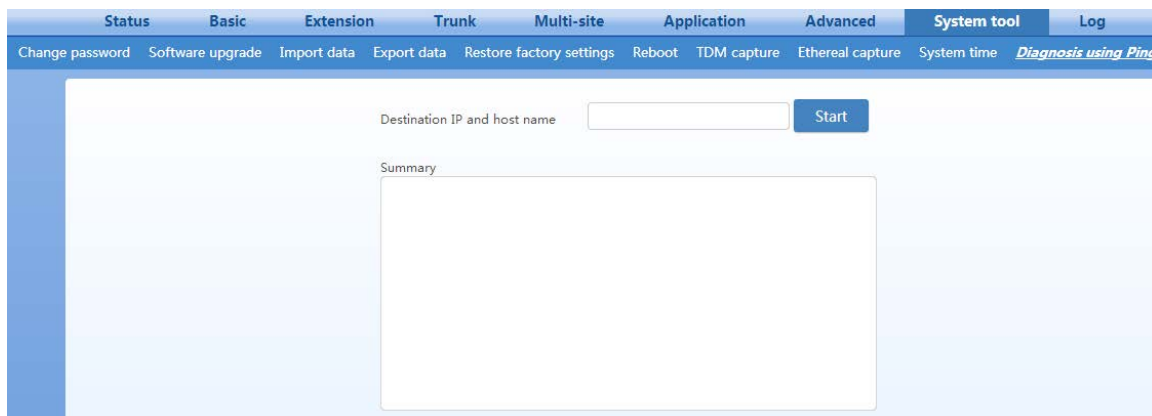 Status Basic Extension Trunk Multi-site Application Advanced System tool Log
Change password Software upgrade Import data Export data Restore factory settings Reboot TDM capture Ethereal capture System time Diagnosis using Ping
Destination IP and host name Start
Summary